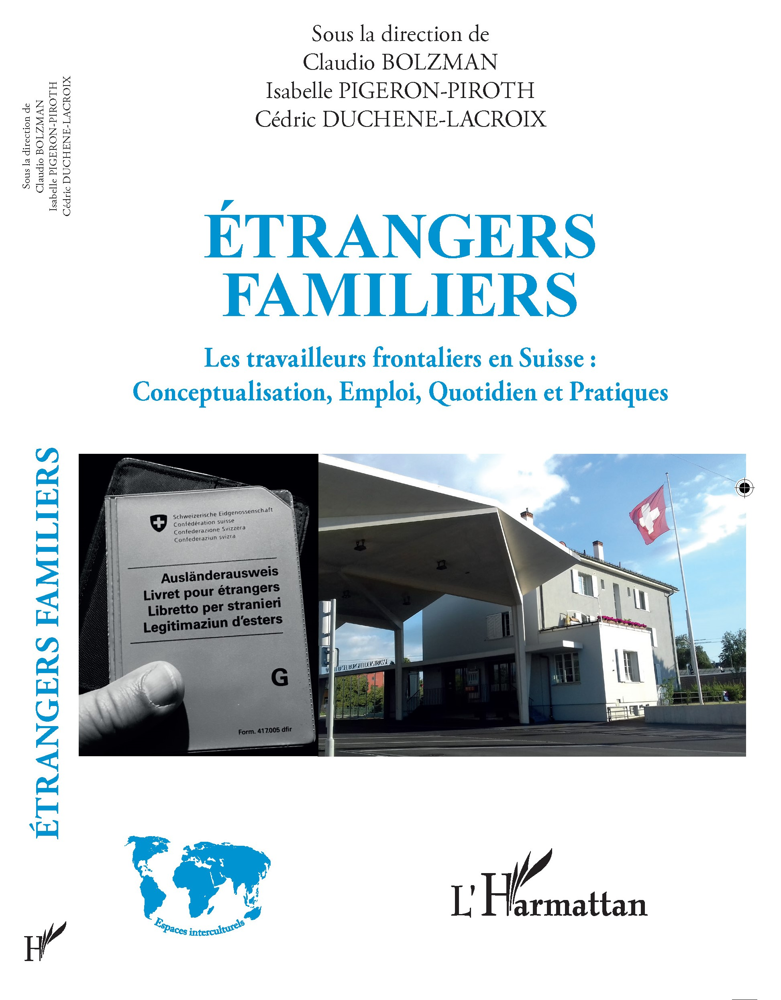 Sous la direction de
Claudio BOLZMAN
Isabelle PIGERON-PIROTH
Cédric DUCHENE-LACROIX
ÉTRANGERS FAMILIERS
H
Sous la direction de
Claudio BOLZMAN
Isabelle PIGERON-PIROTH
Cédric DUCHENE-LACROIX
ÉTRANGERS
FAMILIERS
Les travailleurs frontaliers en Suisse :
Conceptualisation, Emploi, Quotidien et Pratiques
Schweizerische Eidgenossenschaft
Confédération suisse
Confederazione Svizzera
Confederaziun svizra
Ausländerausweis
Livret pour étrangers
Libretto per stranieri
Legitimaziun d'esters
G
Form. 417.005 dfir
BURGFELDERSTRASSE
Espaces interculturels
L'Harmattan